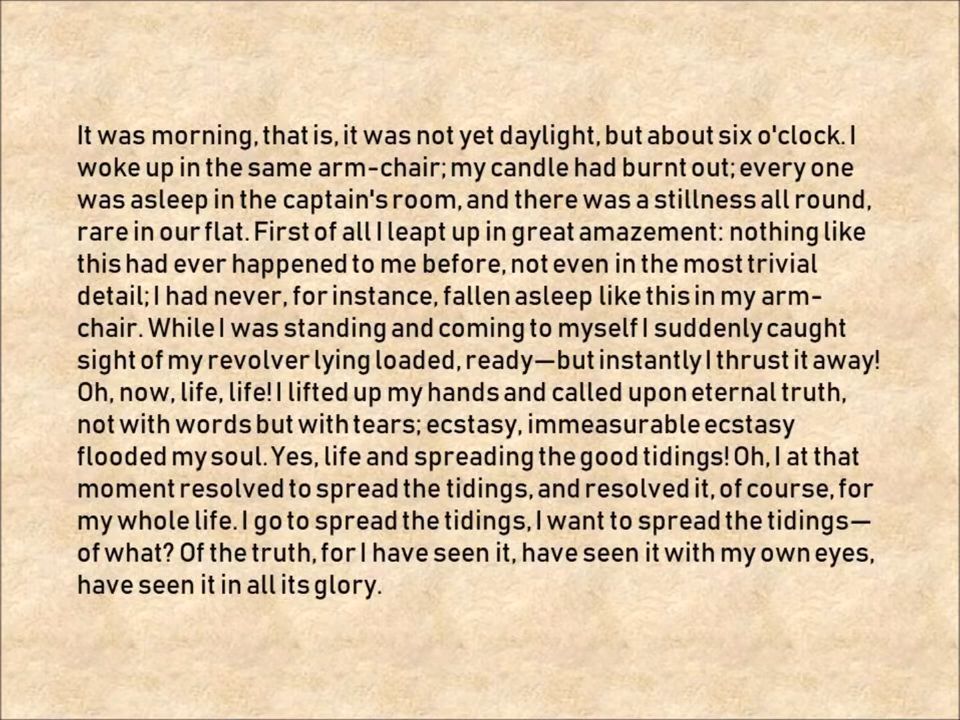 It was morning, that is, it was not yet daylight, but about six o'clock. I
woke up in the same arm-chair; my candle had burnt out; every one
was asleep in the captain's room, and there was a stillness all round,
rare in our flat. First of all I leapt up in great amazement: nothing like
this had ever happened to me before, not even in the most trivial
detail; I had never, for instance, fallen asleep like this in my arm-
chair. While I was standing and coming to myself I suddenly caught
sight of my revolver lying loaded, ready—but instantly I thrust it away!
Oh, now, life, life! I lifted up my hands and called upon eternal truth,
not with words but with tears; ecstasy, immeasurable ecstasy
flooded my soul. Yes, life and spreading the good tidings! Oh, I at that
moment resolved to spread the tidings, and resolved it, of course, for
my whole life. I go to spread the tidings, I want to spread the tidings—
of what? Of the truth, for I have seen it, have seen it with my own eyes,
have seen it in all its glory.